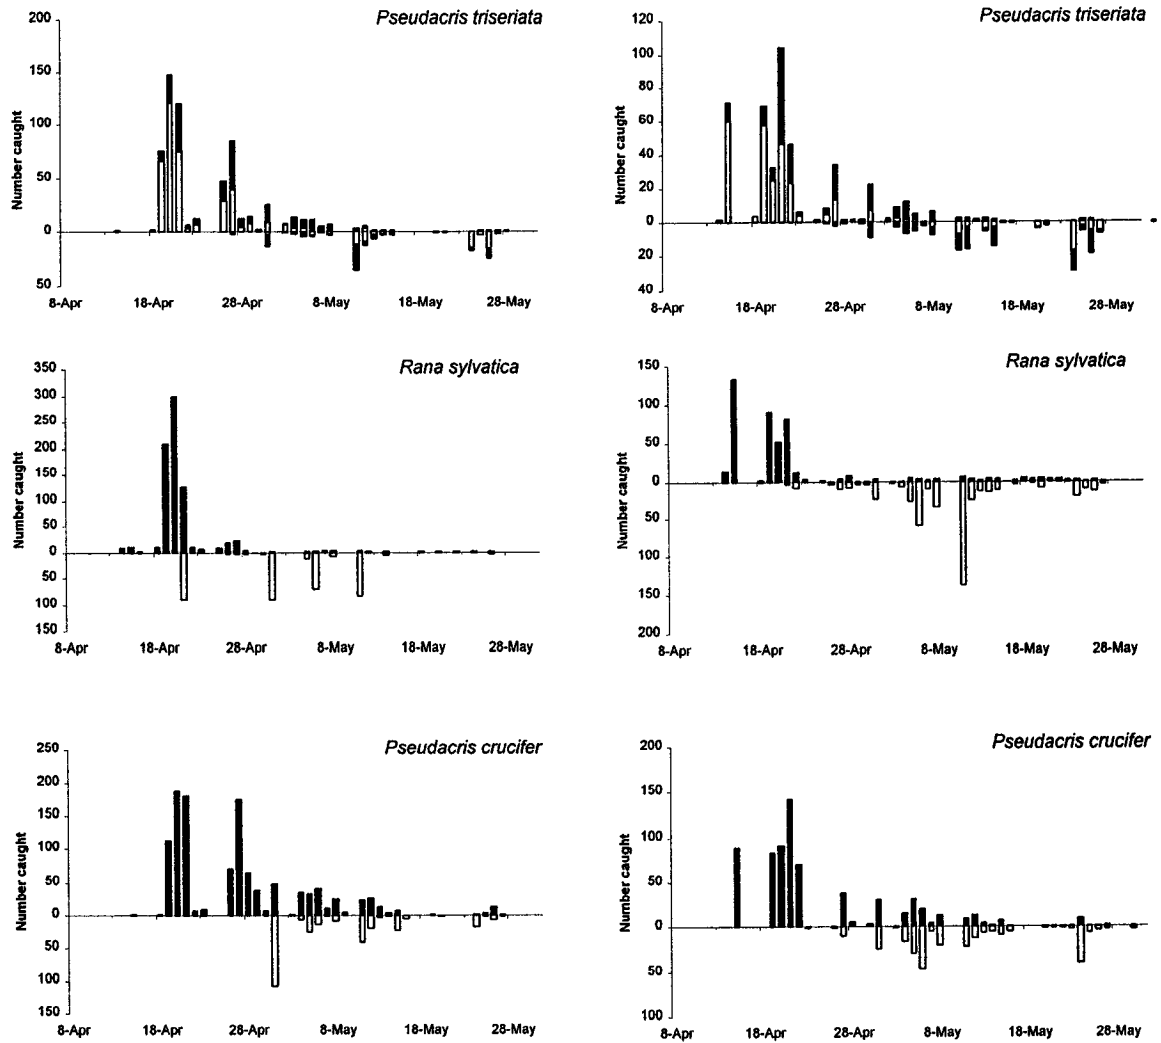 Pseudacris triseriata
Number caught
200
150
100
50
0
50
8-Apr 18-Apr 28-Apr 8-May 18-May 28-May
Pseudacris triseriata
Number caught
120
100
80
60
40
20
0
20
40
8-Apr 18-Apr 28-Apr 8-May 18-May 28-May
Rana sylvatica
Number caught
350
300
250
200
150
100
50
0
50
100
150
8-Apr 18-Apr 28-Apr 8-May 18-May 28-May
Rana sylvatica
Number caught
150
100
50
0
50
100
150
200
8-Apr 18-Apr 28-Apr 8-May 18-May 28-May
Pseudacris crucifer
Number caught
250
200
150
100
50
0
50
100
150
8-Apr 18-Apr 28-Apr 8-May 18-May 28-May
Pseudacris crucifer
Number caught
200
150
100
50
0
50
100
8-Apr 18-Apr 28-Apr 8-May 18-May 28-May